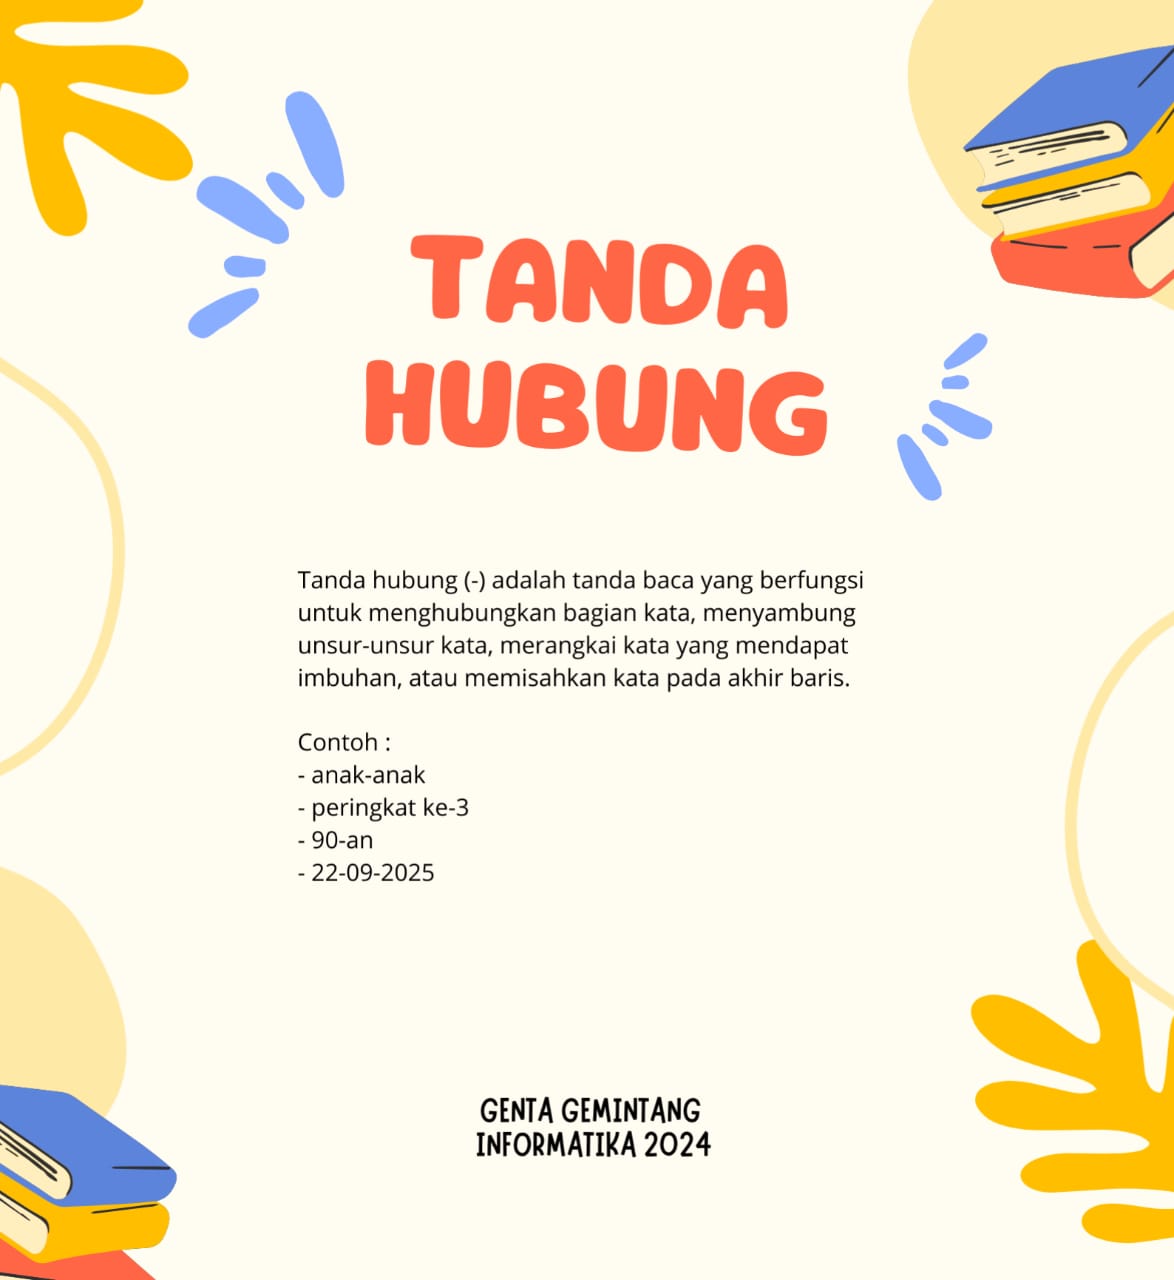 TANDA
HUBUNG
Tanda hubung (-) adalah tanda baca yang berfungsi
untuk menghubungkan bagian kata, menyambung
unsur-unsur kata, merangkai kata yang mendapat
imbuhan, atau memisahkan kata pada akhir baris.
Contoh :
- anak-anak
- peringkat ke-3
- 90-an
- 22-09-2025
GENTA GEMINTANG
INFORMATIKA 2024